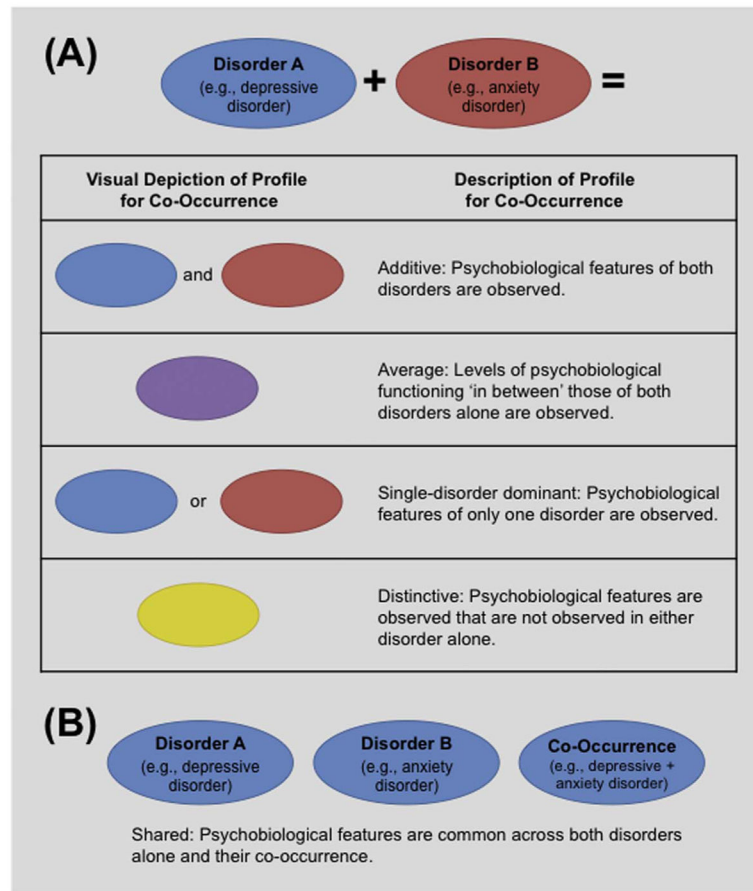 (A)
Disorder A
(e.g., depressive
disorder)
+
Disorder B
(e.g., anxiety
disorder)
=
Visual Depiction of Profile
for Co-Occurrence
Description of Profile
for Co-Occurrence
and
Additive: Psychobiological features of both
disorders are observed.
Average: Levels of psychobiological
functioning ‘in between’ those of both
disorders alone are observed.
or
Single-disorder dominant: Psychobiological
features of only one disorder are observed.
Distinctive: Psychobiological features are
observed that are not observed in either
disorder alone.
(B)
Disorder A
(e.g., depressive
disorder)
Disorder B
(e.g., anxiety
disorder)
Co-Occurrence
(e.g., depressive +
anxiety disorder)
Shared: Psychobiological features are common across both disorders
alone and their co-occurrence.